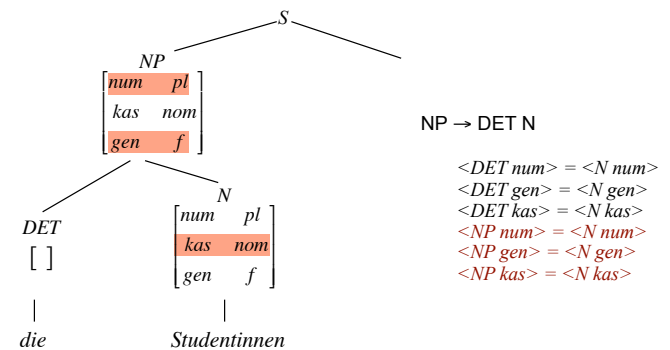 S
NP
num pl
kas nom
gen f
NP → DET N
<DET num> = <N num>
<DET gen> = <N gen>
<DET kas> = <N kas>
<NP num> = <N num>
<NP gen> = <N gen>
<NP kas> = <N kas>
DET
[ ]
N
num pl
kas nom
gen f
die
Studentinnen